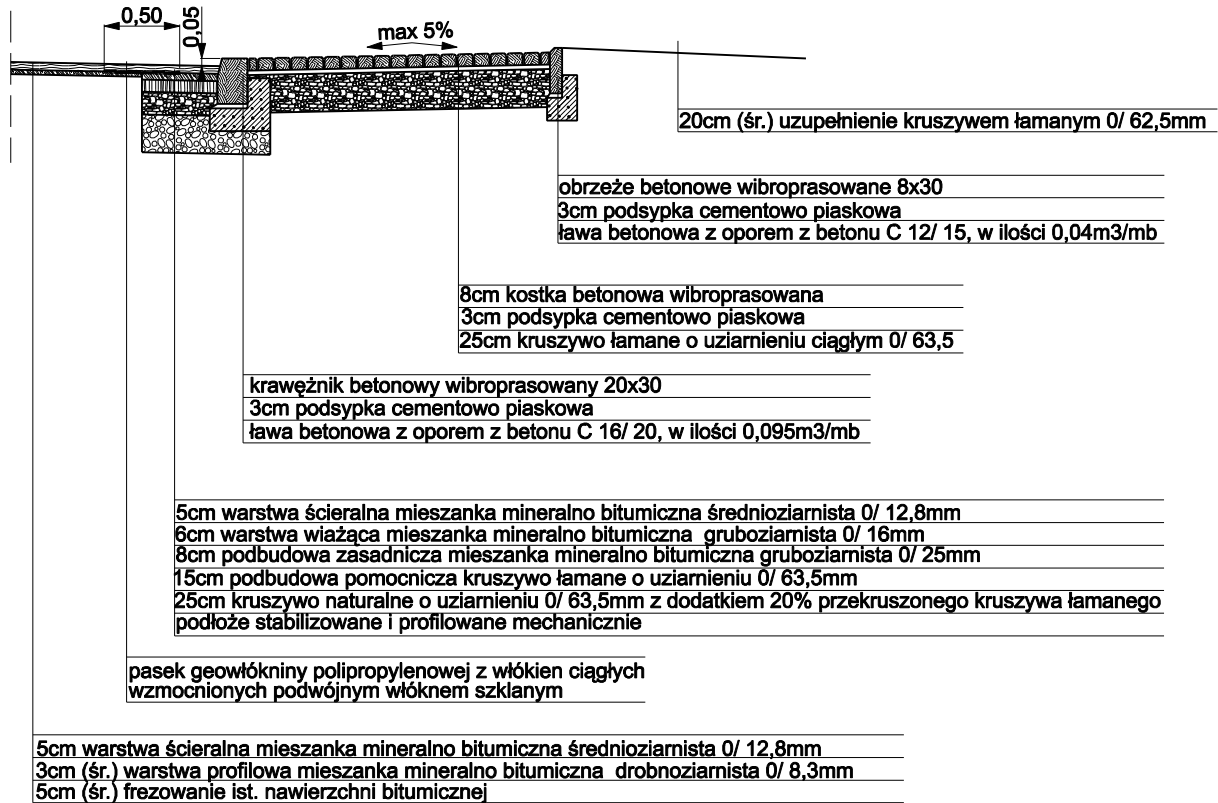 0,50
0,05
max 5%
20cm (śr.) uzupełnienie kruszywem łamanym 0/ 62,5mm
obrzeże betonowe wibroprasowane 8x30
3cm podsypka cementowo piaskowa
ława betonowa z oporem z betonu C 12/ 15, w ilości 0,04m3/mb
8cm kostka betonowa wibroprasowana
3cm podsypka cementowo piaskowa
25cm kruszywo łamane o uziarnieniu ciągłym 0/ 63,5
krawężnik betonowy wibroprasowany 20x30
3cm podsypka cementowo piaskowa
ława betonowa z oporem z betonu C 16/ 20, w ilości 0,095m3/mb
5cm warstwa ścieralna mieszanka mineralno bitumiczna średnioziarnista 0/ 12,8mm
6cm warstwa wiażąca mieszanka mineralno bitumiczna gruboziarnista 0/ 16mm
8cm podbudowa zasadnicza mieszanka mineralno bitumiczna gruboziarnista 0/ 25mm
15cm podbudowa pomocnicza kruszywo łamane o uziarnieniu 0/ 63,5mm
25cm kruszywo naturalne o uziarnieniu 0/ 63,5mm z dodatkiem 20% przekruszonego kruszywa łamanego
podłoże stabilizowane i profilowane mechanicznie
pasek geowłókniny polipropylenowej z włókien ciągłych
wzmocnionych podwójnym włóknem szklanym
5cm warstwa ścieralna mieszanka mineralno bitumiczna średnioziarnista 0/ 12,8mm
3cm (śr.) warstwa profilowa mieszanka mineralno bitumiczna drobnoziarnista 0/ 8,3mm
5cm (śr.) frezowanie ist. nawierzchni bitumicznej